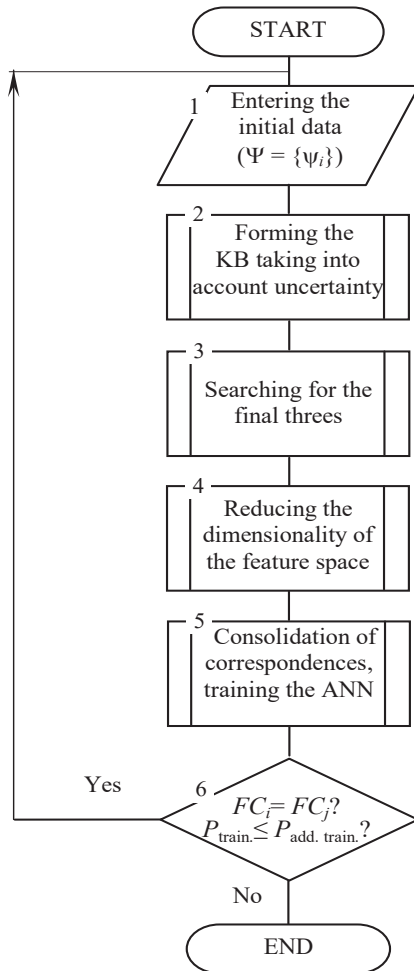 START
1
Entering the
initial data
(Ψ = {ψᵢ})
2
Forming the
KB taking into
account uncertainty
3
Searching for the
final threes
4
Reducing the
dimensionality of
the feature space
5
Consolidation of
correspondences,
training the ANN
6
Yes
FCᵢ= FCⱼ?
P train.≤ P add. train.?
No
END